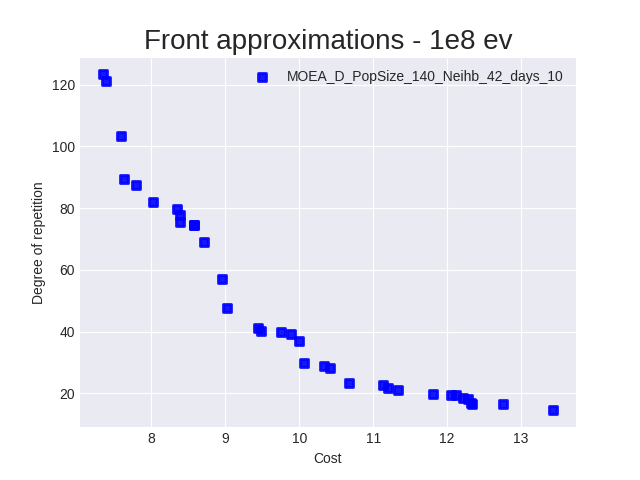 Front approximations - 1e8 ev
MOEA_D_PopSize_140_Neihb_42_days_10
120
100
80
60
40
20
Degree of repetition
8 9 10 11 12 13
Cost